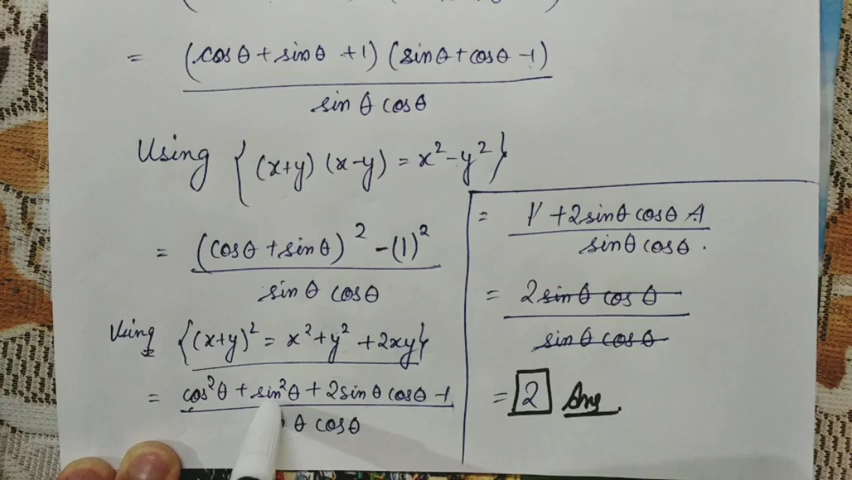 = (cosθ + sinθ + 1) (sinθ + cosθ - 1)
sinθ cosθ
Using {(x+y) (x-y) = x² - y²}
= (cosθ + sinθ)² - (1)²
sinθ cosθ
Using {(x+y)² = x² + y² + 2xy}
= cos²θ + sin²θ + 2sinθ cosθ - 1
θ cosθ
= 1 + 2sinθ cosθ - 1
sinθ cosθ.
= 2sinθ cosθ
sinθ cosθ
= 2 Ans.